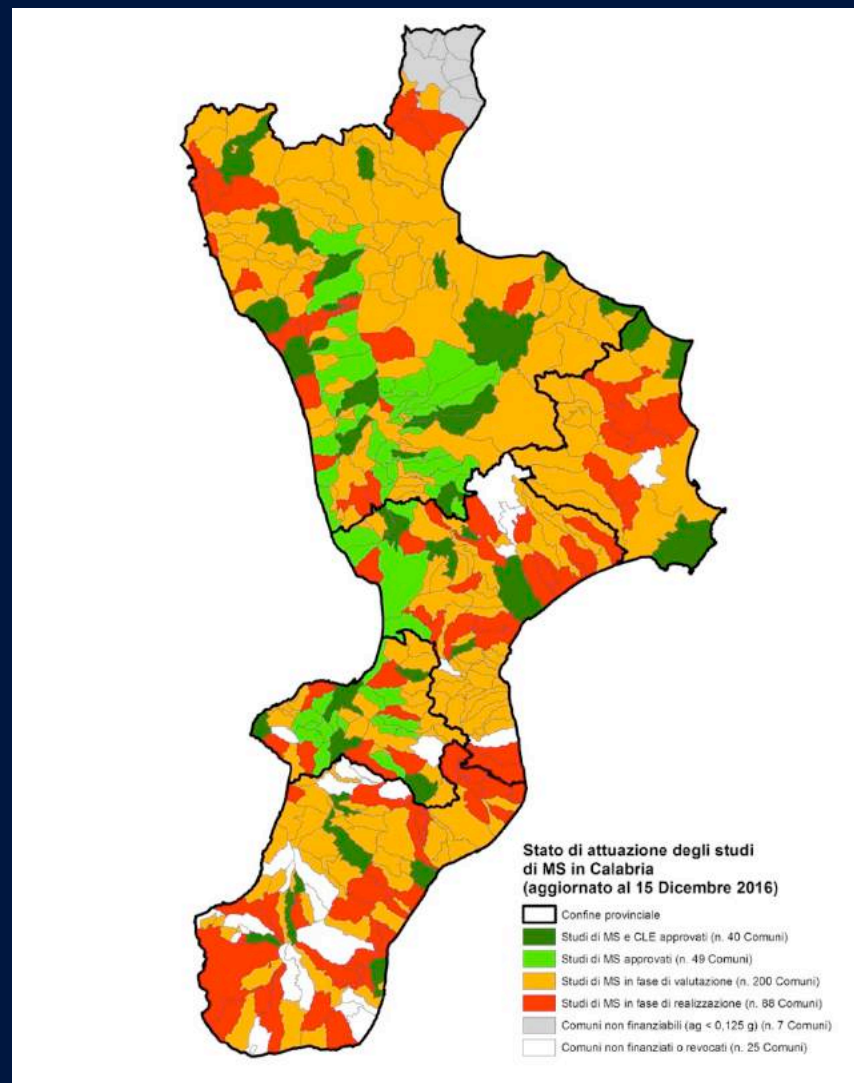 Stato di attuazione degli studi
di MS in Calabria
(aggiornato al 15 Dicembre 2016)
Confine provinciale
Studi di MS e CLE approvati (n. 40 Comuni)
Studi di MS approvati (n. 49 Comuni)
Studi di MS in fase di valutazione (n. 200 Comuni)
Studi di MS in fase di realizzazione (n. 88 Comuni)
Comuni non finanziabili (ag < 0,125 g) (n. 7 Comuni)
Comuni non finanziati o revocati (n. 25 Comuni)